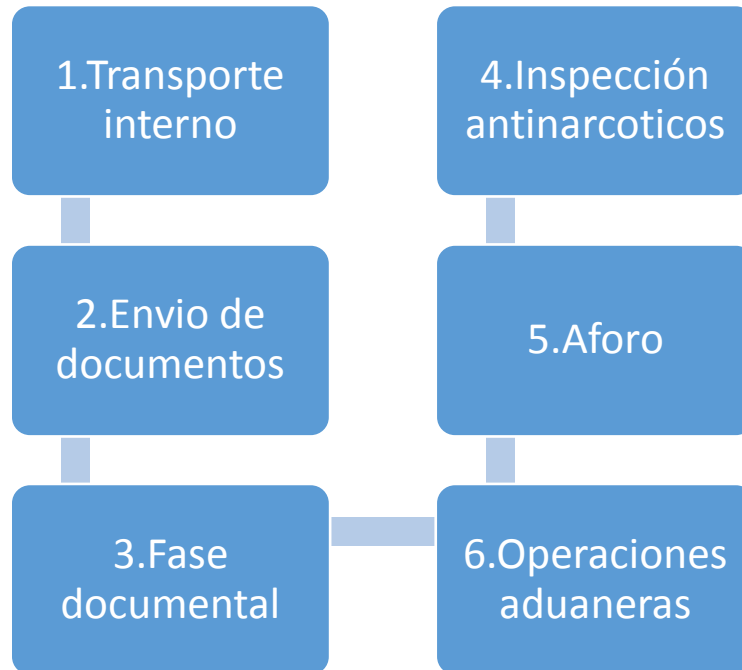 1.Transporte
interno
2.Envio de
documentos
3.Fase
documental
4.Inspección
antinarcoticos
5.Aforo
6.Operaciones
aduaneras